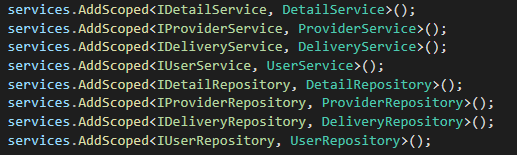 services.AddScoped<IDetailService, DetailService>();
services.AddScoped<IProviderService, ProviderService>();
services.AddScoped<IDeliveryService, DeliveryService>();
services.AddScoped<IUserService, UserService>();
services.AddScoped<IDetailRepository, DetailRepository>();
services.AddScoped<IProviderRepository, ProviderRepository>();
services.AddScoped<IDeliveryRepository, DeliveryRepository>();
services.AddScoped<IUserRepository, UserRepository>();